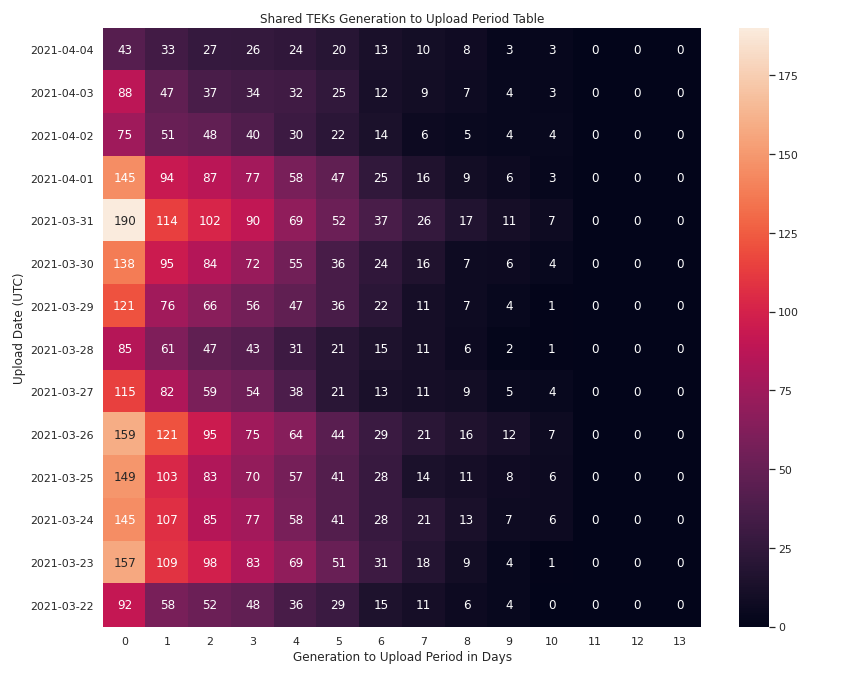 Shared TEKs Generation to Upload Period Table
Upload Date (UTC)
2021-04-04 43 33 27 26 24 20 13 10 8 3 3 0 0 0
2021-04-03 88 47 37 34 32 25 12 9 7 4 3 0 0 0
2021-04-02 75 51 48 40 30 22 14 6 5 4 4 0 0 0
2021-04-01 145 94 87 77 58 47 25 16 9 6 3 0 0 0
2021-03-31 190 114 102 90 69 52 37 26 17 11 7 0 0 0
2021-03-30 138 95 84 72 55 36 24 16 7 6 4 0 0 0
2021-03-29 121 76 66 56 47 36 22 11 7 4 1 0 0 0
2021-03-28 85 61 47 43 31 21 15 11 6 2 1 0 0 0
2021-03-27 115 82 59 54 38 21 13 11 9 5 4 0 0 0
2021-03-26 159 121 95 75 64 44 29 21 16 12 7 0 0 0
2021-03-25 149 103 83 70 57 41 28 14 11 8 6 0 0 0
2021-03-24 145 107 85 77 58 41 28 21 13 7 6 0 0 0
2021-03-23 157 109 98 83 69 51 31 18 9 4 1 0 0 0
2021-03-22 92 58 52 48 36 29 15 11 6 4 0 0 0 0
0 1 2 3 4 5 6 7 8 9 10 11 12 13
Generation to Upload Period in Days
175
150
125
100
75
50
25
0